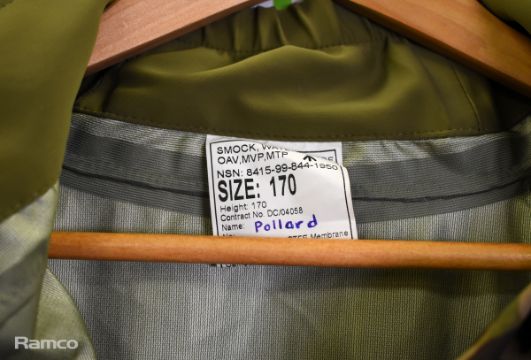 SMOCK,
OAV,MVP,MTP
NSN: 8415-99-844-1950
SIZE: 170
Height: 170
Contract No. DC/04058
Name: Pollard
Membrane
Ramco